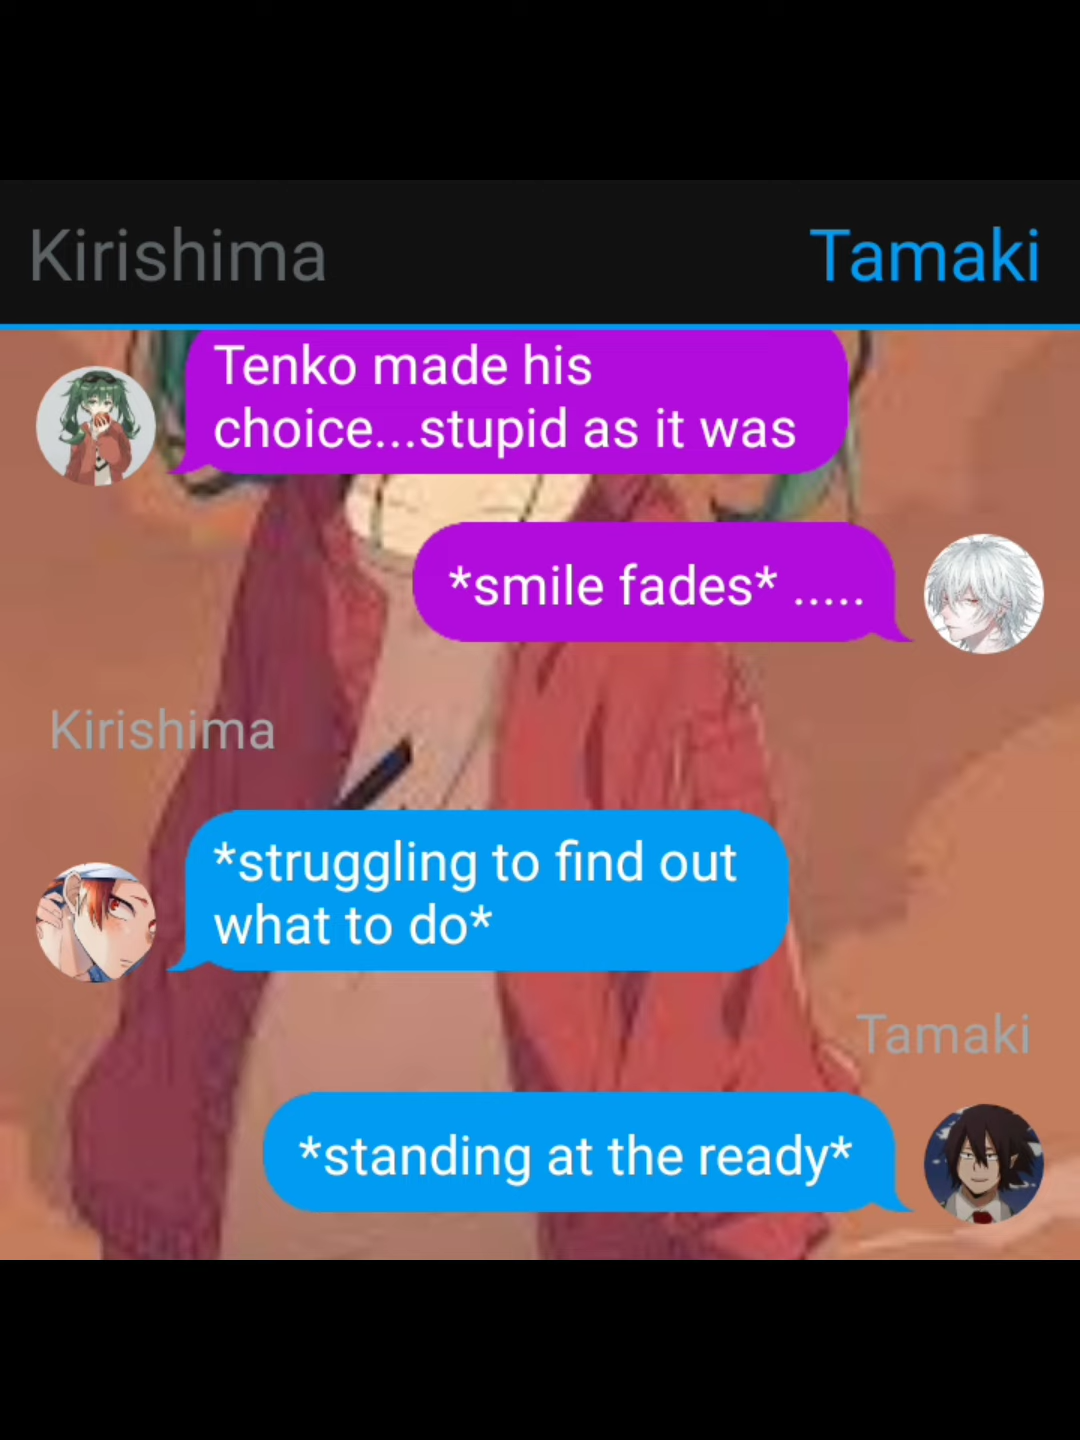 Kirishima
Tamaki
Tenko made his
choice...stupid as it was
*smile fades* .....
Kirishima
*struggling to find out
what to do*
Tamaki
*standing at the ready*